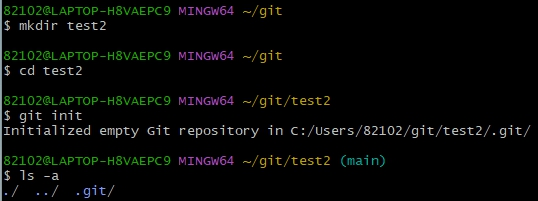 82102@LAPTOP-H8VAEPC9 MINGW64 ~/git
$ mkdir test2
82102@LAPTOP-H8VAEPC9 MINGW64 ~/git
$ cd test2
82102@LAPTOP-H8VAEPC9 MINGW64 ~/git/test2
$ git init
Initialized empty Git repository in C:/Users/82102/git/test2/.git/
82102@LAPTOP-H8VAEPC9 MINGW64 ~/git/test2 (main)
$ ls -a
./  ../  .git/